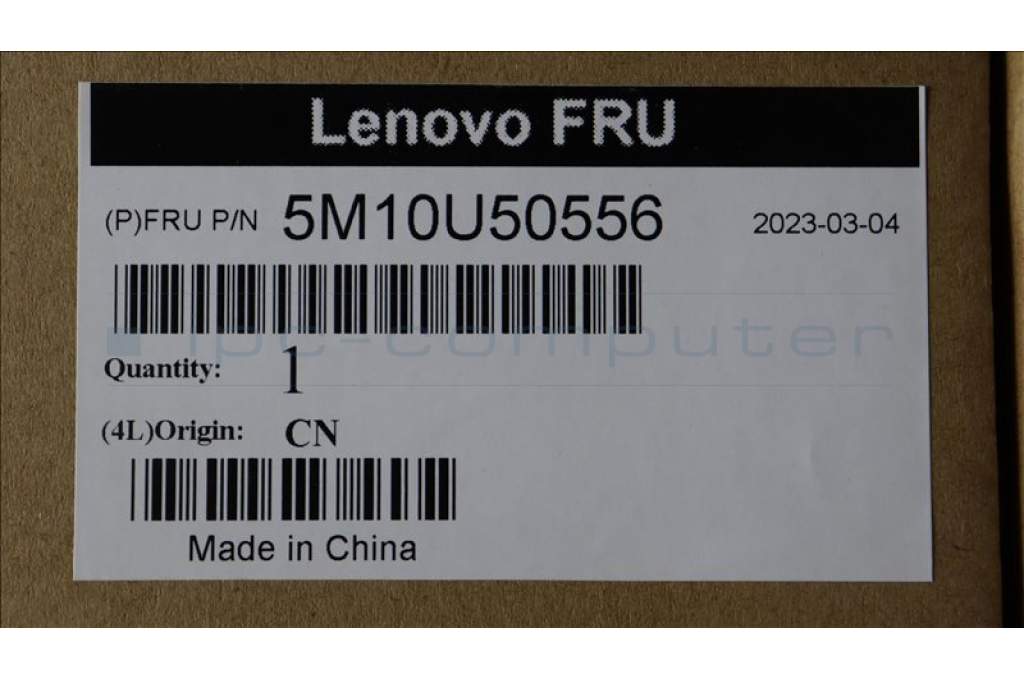 Lenovo FRU
(P)FRU P/N 5M10U50556 2023-03-04
ipc-computer
Quantity: 1
(4L)Origin: CN
Made in China